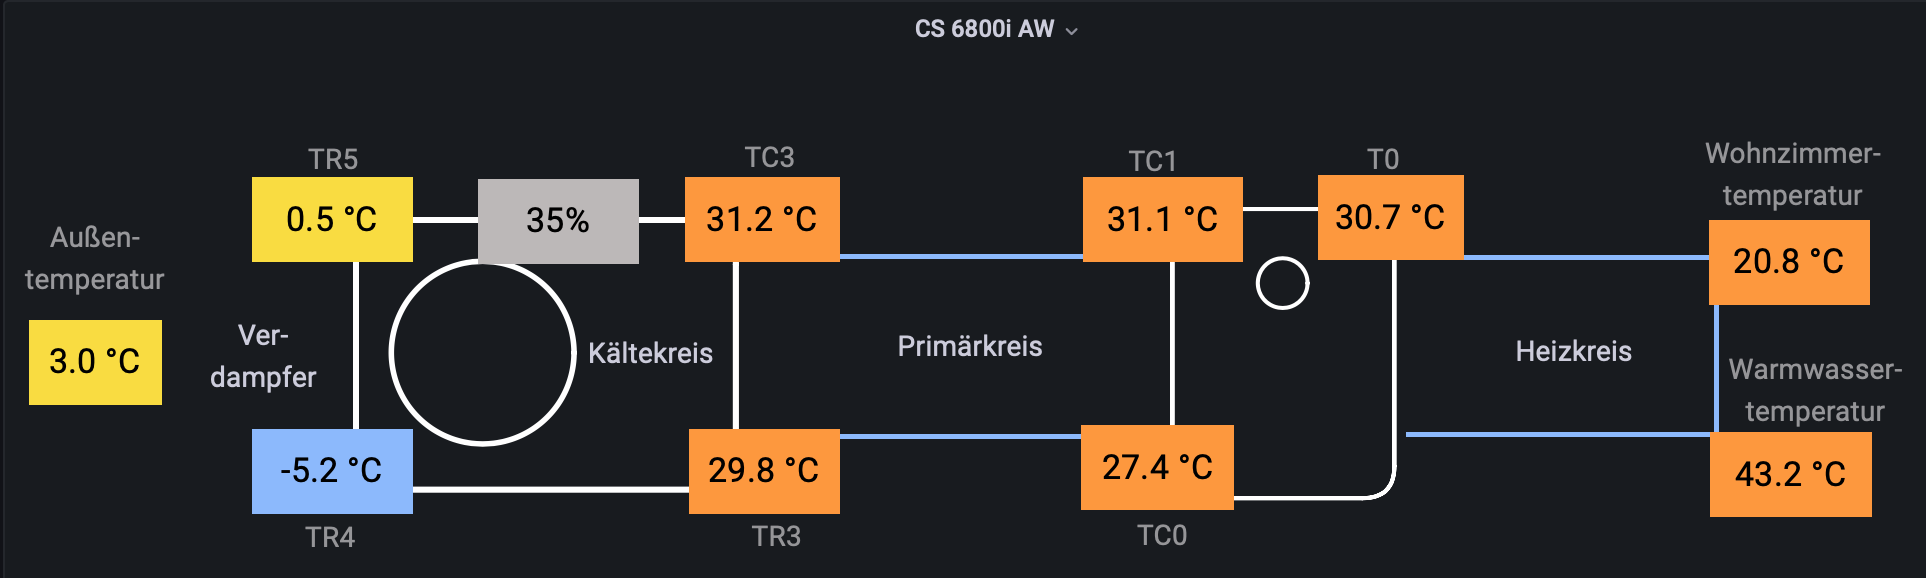 CS 6800i AW
TR5
TC3
TC1
T0
Wohnzimmer-
temperatur
0.5 °C
35%
31.2 °C
31.1 °C
30.7 °C
20.8 °C
Außen-
temperatur
3.0 °C
Ver-
dampfer
Kältekreis
Primärkreis
Heizkreis
Warmwasser-
temperatur
-5.2 °C
29.8 °C
27.4 °C
43.2 °C
TR4
TR3
TC0